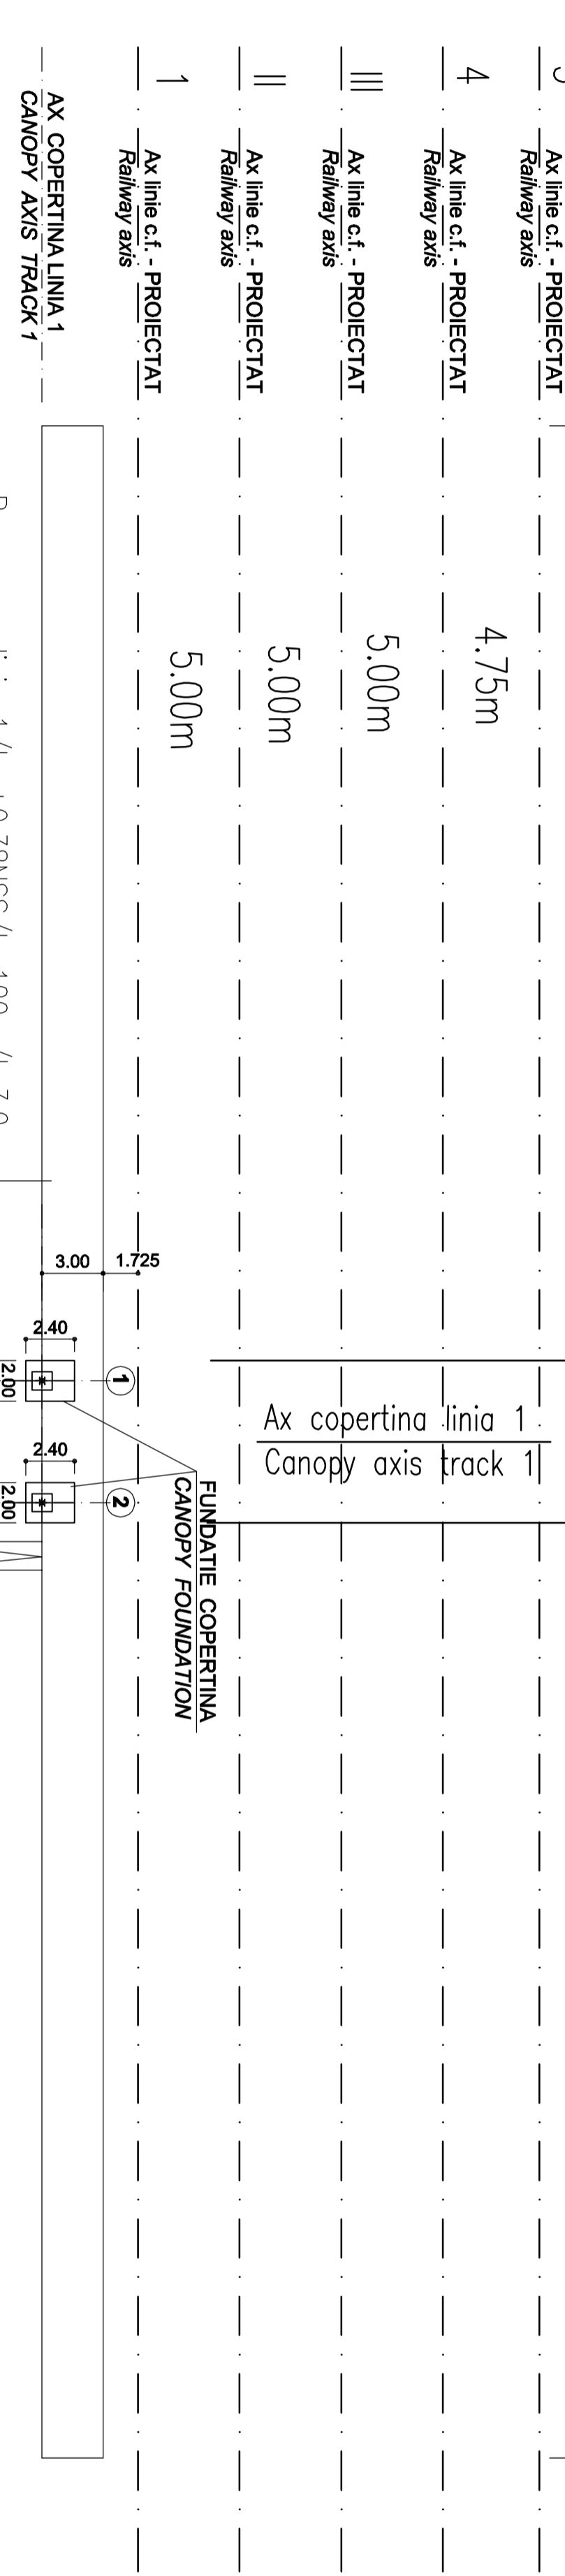 4
Ax linie c.f. - PROIECTAT
Railway axis
Ax linie c.f. - PROIECTAT
Railway axis
4.75m
III
Ax linie c.f. - PROIECTAT
Railway axis
5.00m
II
Ax linie c.f. - PROIECTAT
Railway axis
5.00m
1
Ax linie c.f. - PROIECTAT
Railway axis
5.00m
AX COPERTINA LINIA 1
CANOPY AXIS TRACK 1
3.00
1.725
2.40
2.00
1
2.40
2.00
2
Ax copertina linia 1
Canopy axis track 1
FUNDATIE COPERTINA
CANOPY FOUNDATION